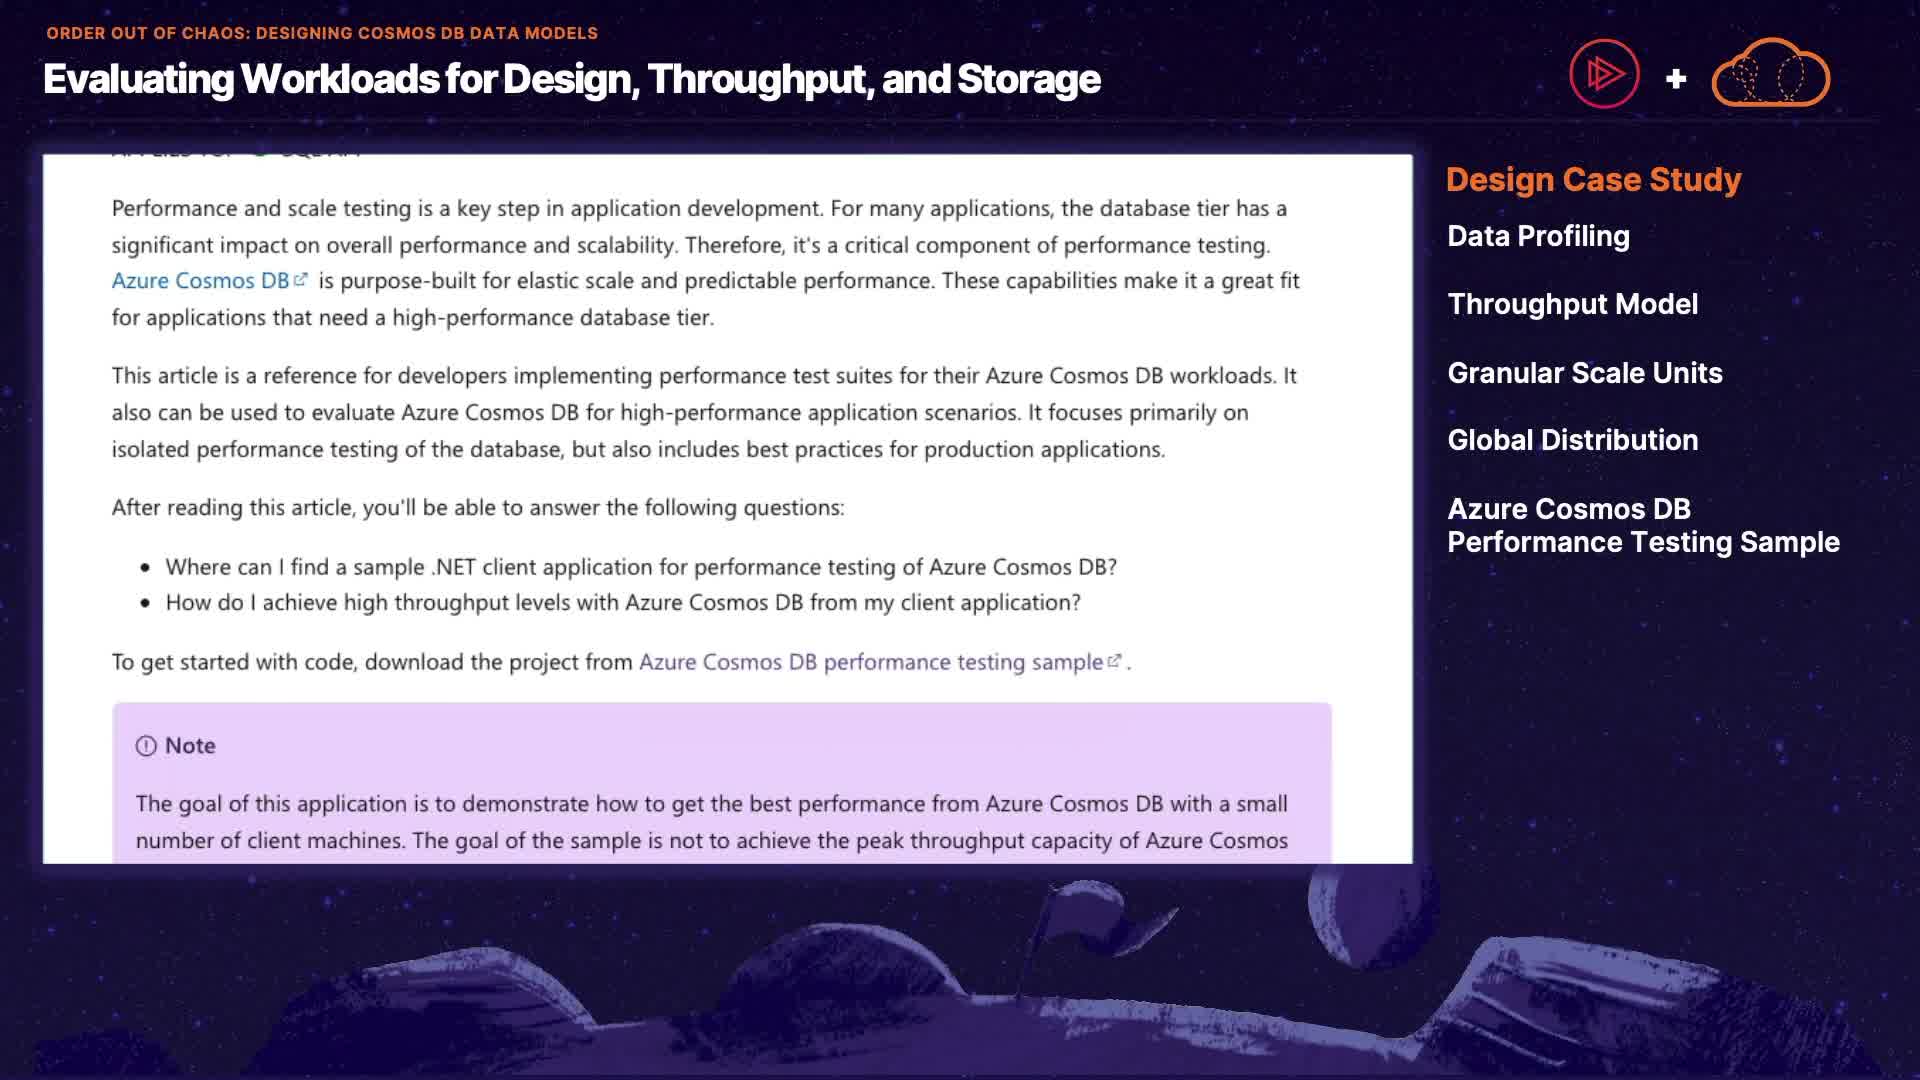 ORDER OUT OF CHAOS: DESIGNING COSMOS DB DATA MODELS
Evaluating Workloads for Design, Throughput, and Storage
+
Performance and scale testing is a key step in application development. For many applications, the database tier has a
significant impact on overall performance and scalability. Therefore, it's a critical component of performance testing.
Azure Cosmos DB is purpose-built for elastic scale and predictable performance. These capabilities make it a great fit
for applications that need a high-performance database tier.
This article is a reference for developers implementing performance test suites for their Azure Cosmos DB workloads. It
also can be used to evaluate Azure Cosmos DB for high-performance application scenarios. It focuses primarily on
isolated performance testing of the database, but also includes best practices for production applications.
After reading this article, you'll be able to answer the following questions:
• Where can I find a sample .NET client application for performance testing of Azure Cosmos DB?
• How do I achieve high throughput levels with Azure Cosmos DB from my client application?
To get started with code, download the project from Azure Cosmos DB performance testing sample .
Note
The goal of this application is to demonstrate how to get the best performance from Azure Cosmos DB with a small
number of client machines. The goal of the sample is not to achieve the peak throughput capacity of Azure Cosmos
Design Case Study
Data Profiling
Throughput Model
Granular Scale Units
Global Distribution
Azure Cosmos DB
Performance Testing Sample